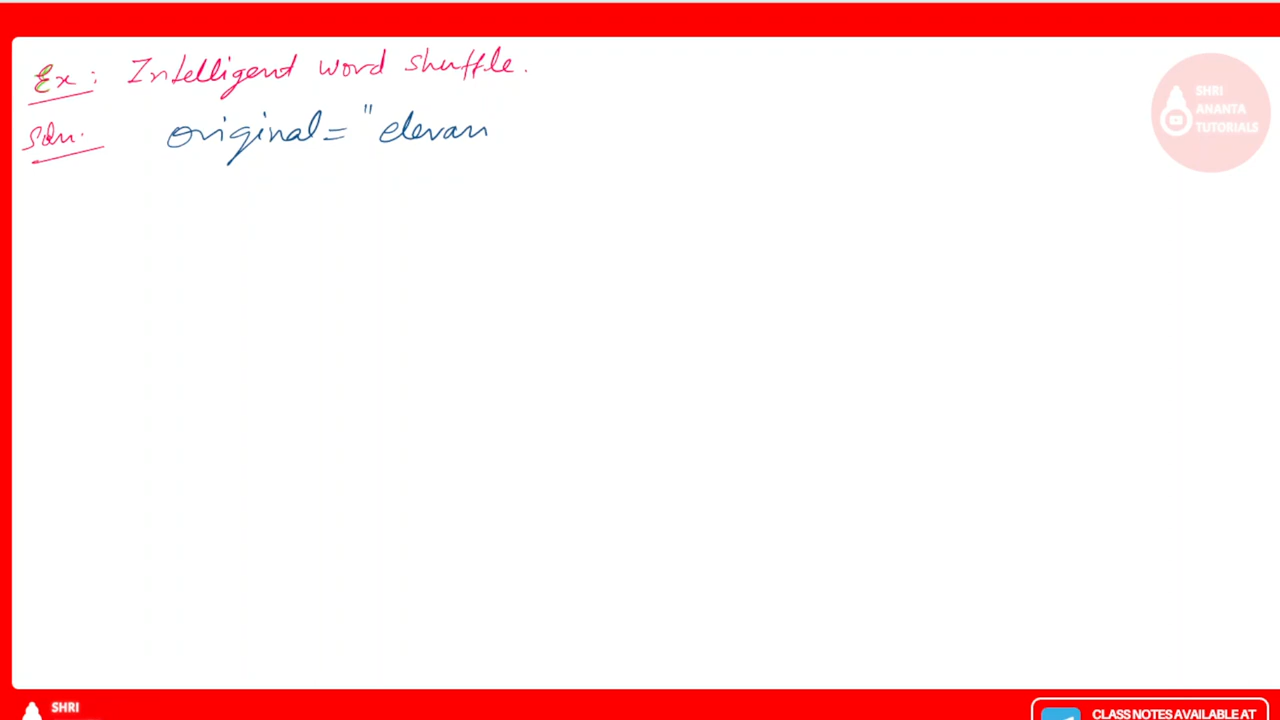 Ex: Intelligent word shuffle.
Soln. original = "elevan
SHRI
ANANTA
TUTORIALS
SHRI
CLASS NOTES AVAILABLE AT